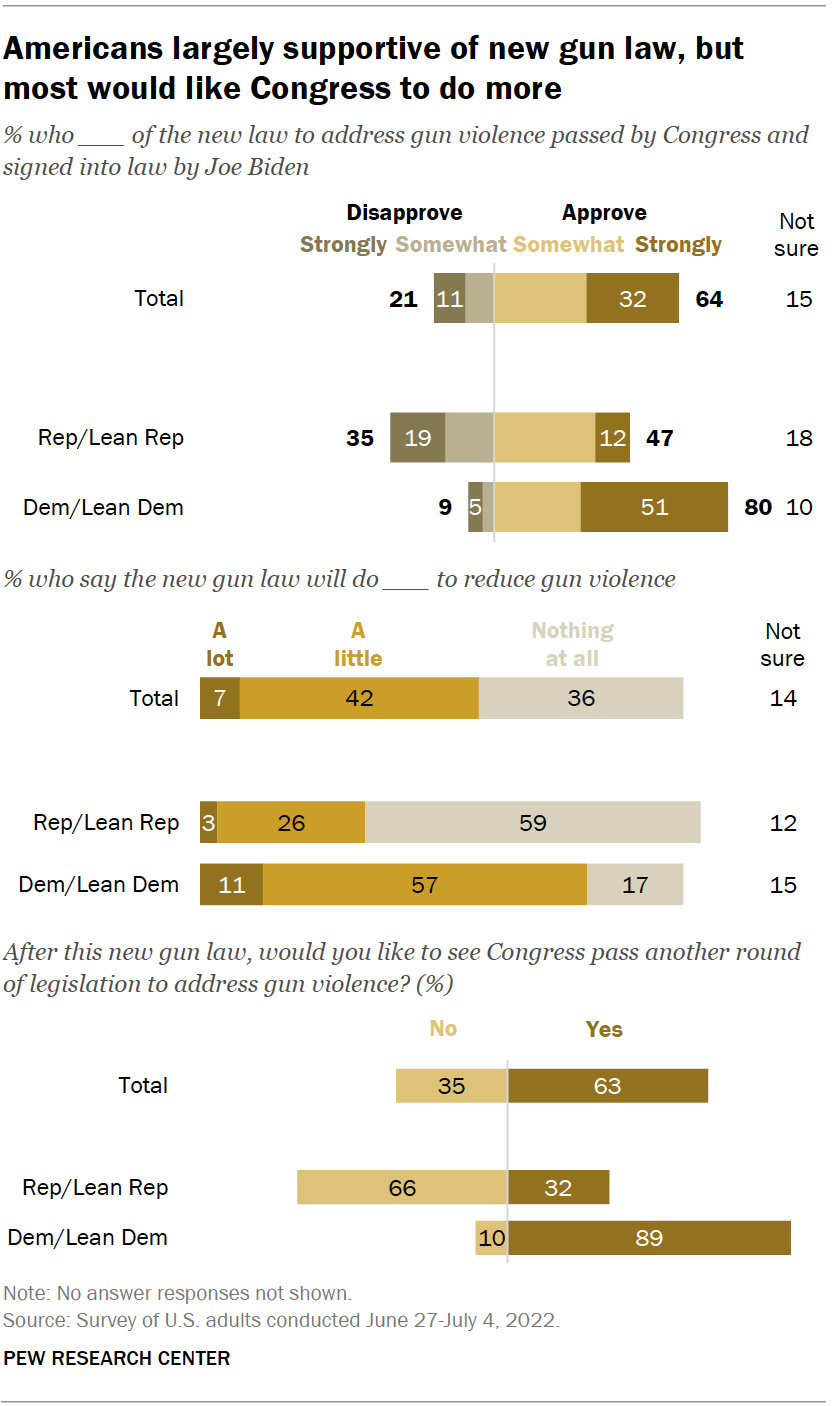 Americans largely supportive of new gun law, but
most would like Congress to do more
% who ___ of the new law to address gun violence passed by Congress and
signed into law by Joe Biden
Disapprove Approve Not
Strongly Somewhat Somewhat Strongly sure
Total 21 11 32 64 15
Rep/Lean Rep 35 19 12 47 18
Dem/Lean Dem 9 5 51 80 10
% who say the new gun law will do ___ to reduce gun violence
A A Nothing Not
lot little at all sure
Total 7 42 36 14
Rep/Lean Rep 3 26 59 12
Dem/Lean Dem 11 57 17 15
After this new gun law, would you like to see Congress pass another round
of legislation to address gun violence? (%)
No Yes
Total 35 63
Rep/Lean Rep 66 32
Dem/Lean Dem 10 89
Note: No answer responses not shown.
Source: Survey of U.S. adults conducted June 27-July 4, 2022.
PEW RESEARCH CENTER